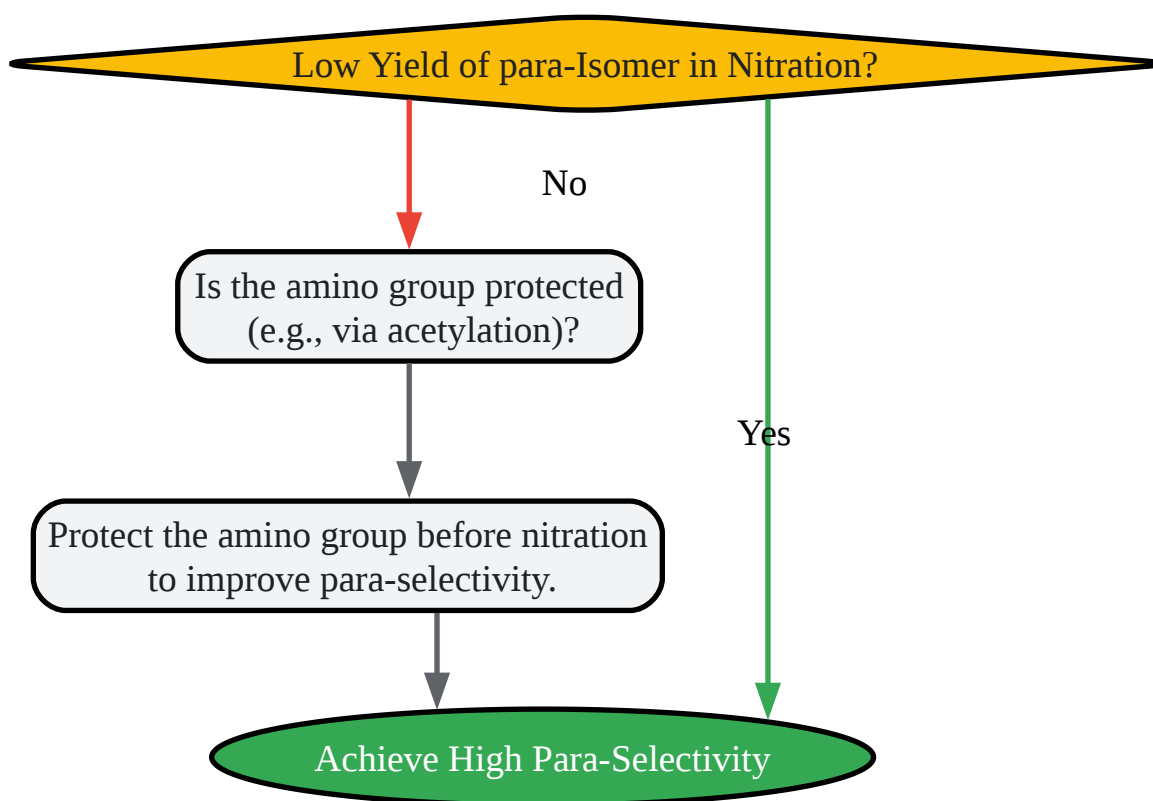 Low Yield of para-Isomer in Nitration?
No
Is the amino group protected
(e.g., via acetylation)?
Yes
Protect the amino group before nitration
to improve para-selectivity.
Achieve High Para-Selectivity